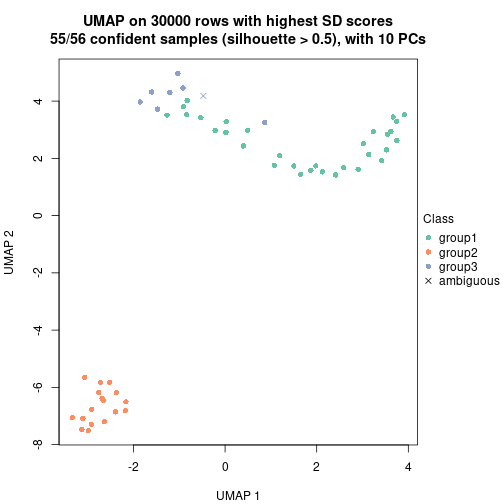 UMAP on 30000 rows with highest SD scores
55/56 confident samples (silhouette > 0.5), with 10 PCs
4
2
0
-2
-4
-6
-8
UMAP 2
-2
0
2
4
UMAP 1
Class
group1
group2
group3
ambiguous